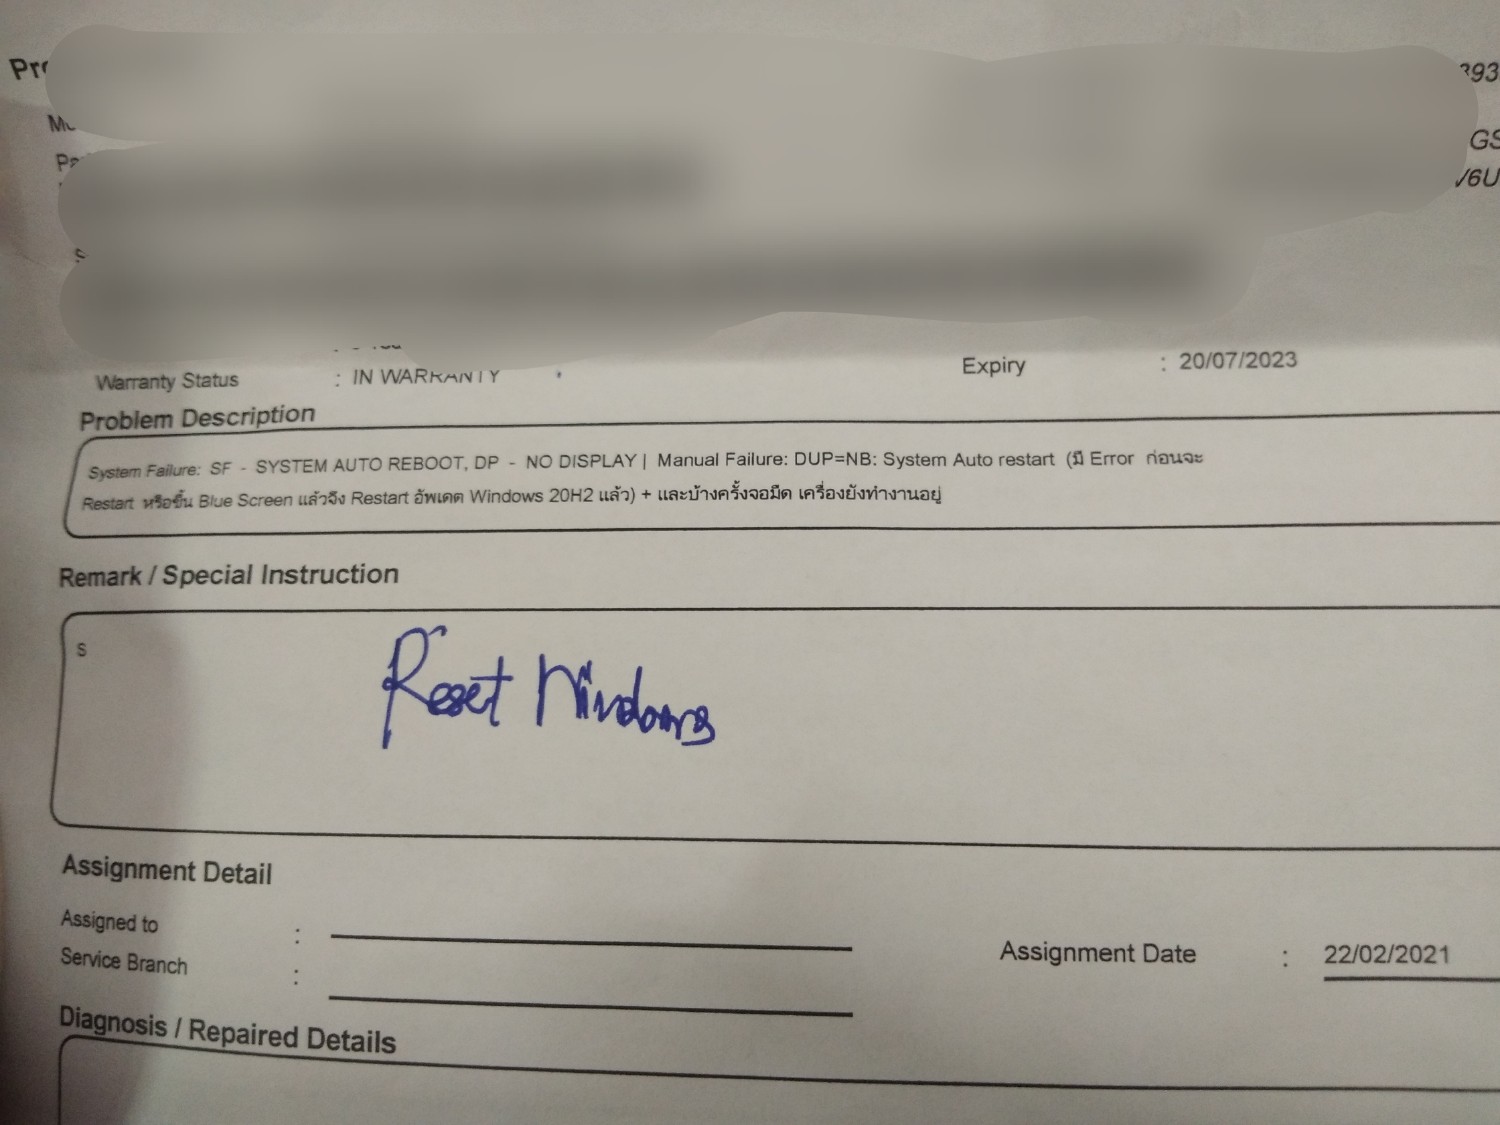 Warranty Status : IN WARRANTY Expiry : 20/07/2023
Problem Description
System Failure: SF - SYSTEM AUTO REBOOT, DP - NO DISPLAY | Manual Failure: DUP=NB: System Auto restart (มี Error ก่อนจะ
Restart หรือขึ้น Blue Screen แล้วจึง Restart อัพเดต Windows 20H2 แล้ว) + และบ้างครั้งจอมืด เครื่องยังทำงานอยู่
Remark / Special Instruction
S
Reset Windows
Assignment Detail
Assigned to :
Assignment Date : 22/02/2021
Service Branch :
Diagnosis / Repaired Details